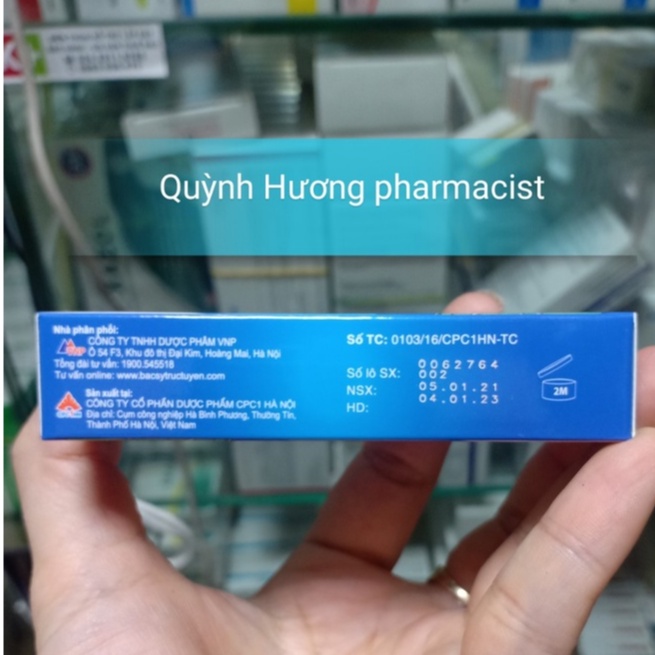 Quỳnh Hương pharmacist
Nhà phân phối:
CÔNG TY TNHH DƯỢC PHẨM VNP
VNP
Ô 54 F3, Khu đô thị Đại Kim, Hoàng Mai, Hà Nội
Tổng đài tư vấn: 1900.545518
Tư vấn online: www.bacsytructuyen.com
Sản xuất tại:
CÔNG TY CỔ PHẦN DƯỢC PHẨM CPC1 HÀ NỘI
Địa chỉ: Cụm công nghiệp Hà Bình Phương, Thường Tín,
Thành Phố Hà Nội, Việt Nam
Số TC: 0103/16/CPC1HN-TC
0062764
Số lô SX: 002
NSX: 05.01.21
HD: 04.01.23
2M